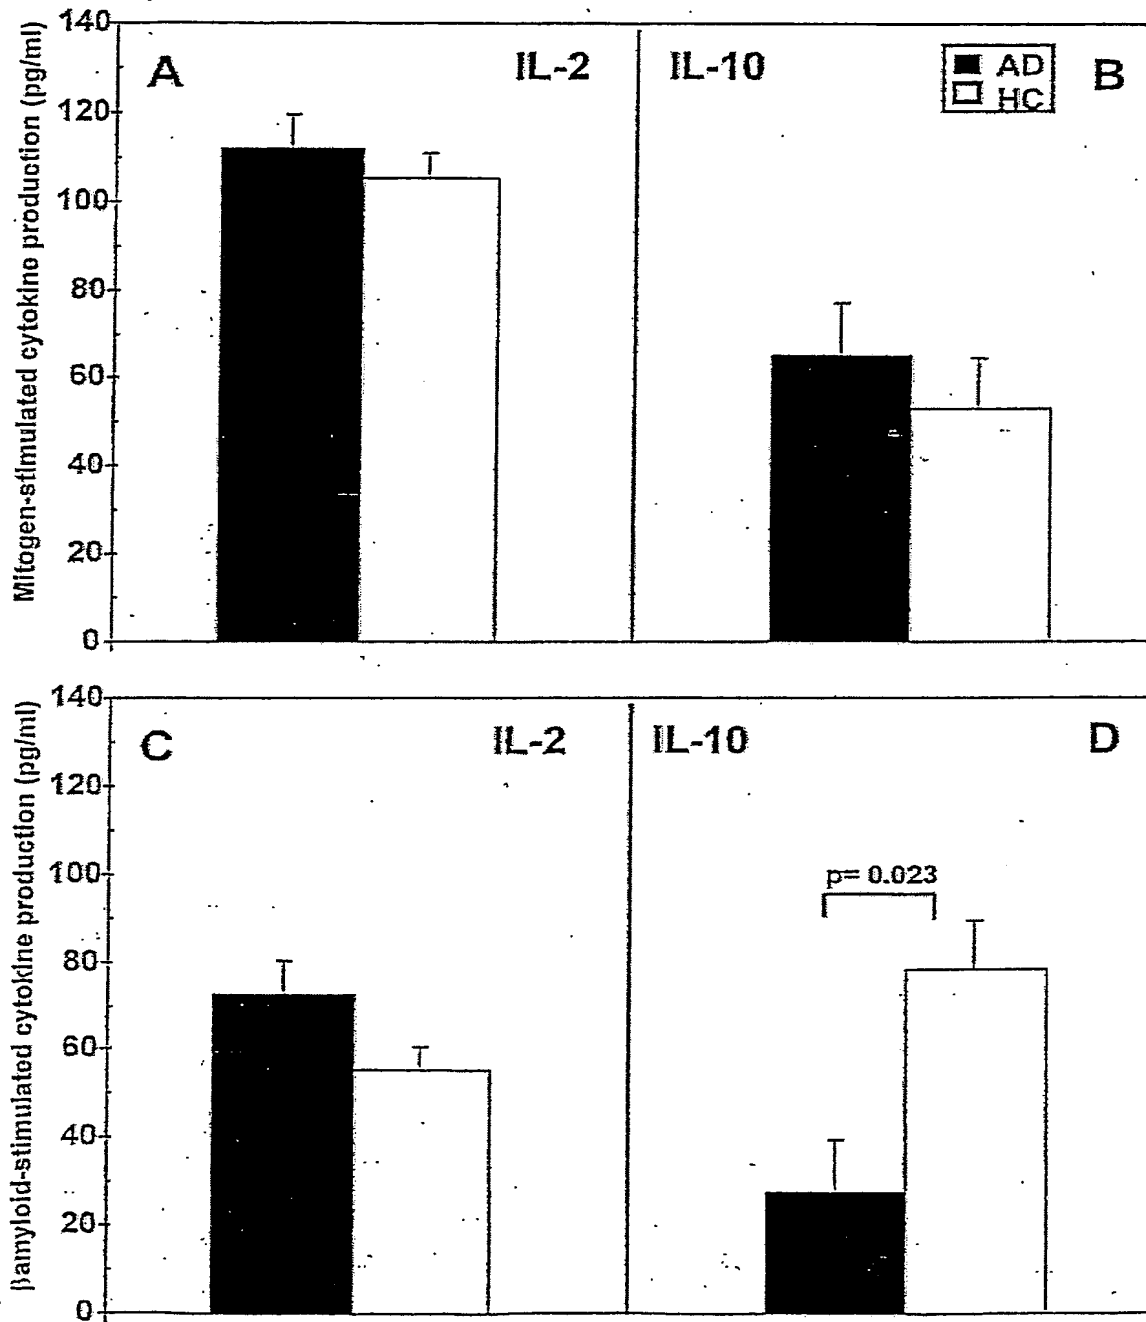 Mitogen-stimulated cytokino production (pg/ml)
140
120
100
80
60
40
20
0
A
IL-2
IL-10
AD
HC
B
βamyloid-stimulated cytokine production (pg/ml)
140
120
100
80
60
40
20
0
C
IL-2
IL-10
D
p= 0.023